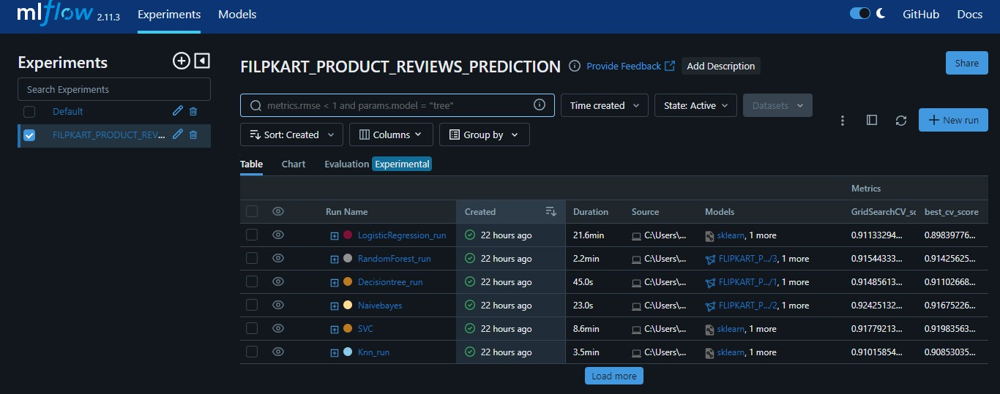 mlflow 2.11.3 Experiments Models GitHub Docs
Experiments
Search Experiments
Default
FILPKART_PRODUCT_REV...
FILPKART_PRODUCT_REVIEWS_PREDICTION Provide Feedback Add Description Share
metrics.rmse < 1 and params.model = "tree" Time created State: Active Datasets
Sort: Created Columns Group by New run
Table Chart Evaluation Experimental
Metrics
Run Name Created Duration Source Models GridSearchCV_sc best_cv_score
LogisticRegression_run 22 hours ago 21.6min C:\Users\... sklearn, 1 more 0.91133294... 0.89839776...
RandomForest_run 22 hours ago 2.2min C:\Users\... FLIPKART_P.../3, 1 more 0.91544333... 0.91425625...
Decisiontree_run 22 hours ago 45.0s C:\Users\... FLIPKART_P.../1, 1 more 0.91485613... 0.91102668...
Naivebayes 22 hours ago 23.0s C:\Users\... FLIPKART_P.../2, 1 more 0.92425132... 0.91675226...
SVC 22 hours ago 8.6min C:\Users\... sklearn, 1 more 0.91779213... 0.91983563...
Knn_run 22 hours ago 3.5min C:\Users\... sklearn, 1 more 0.91015854... 0.90853035...
Load more